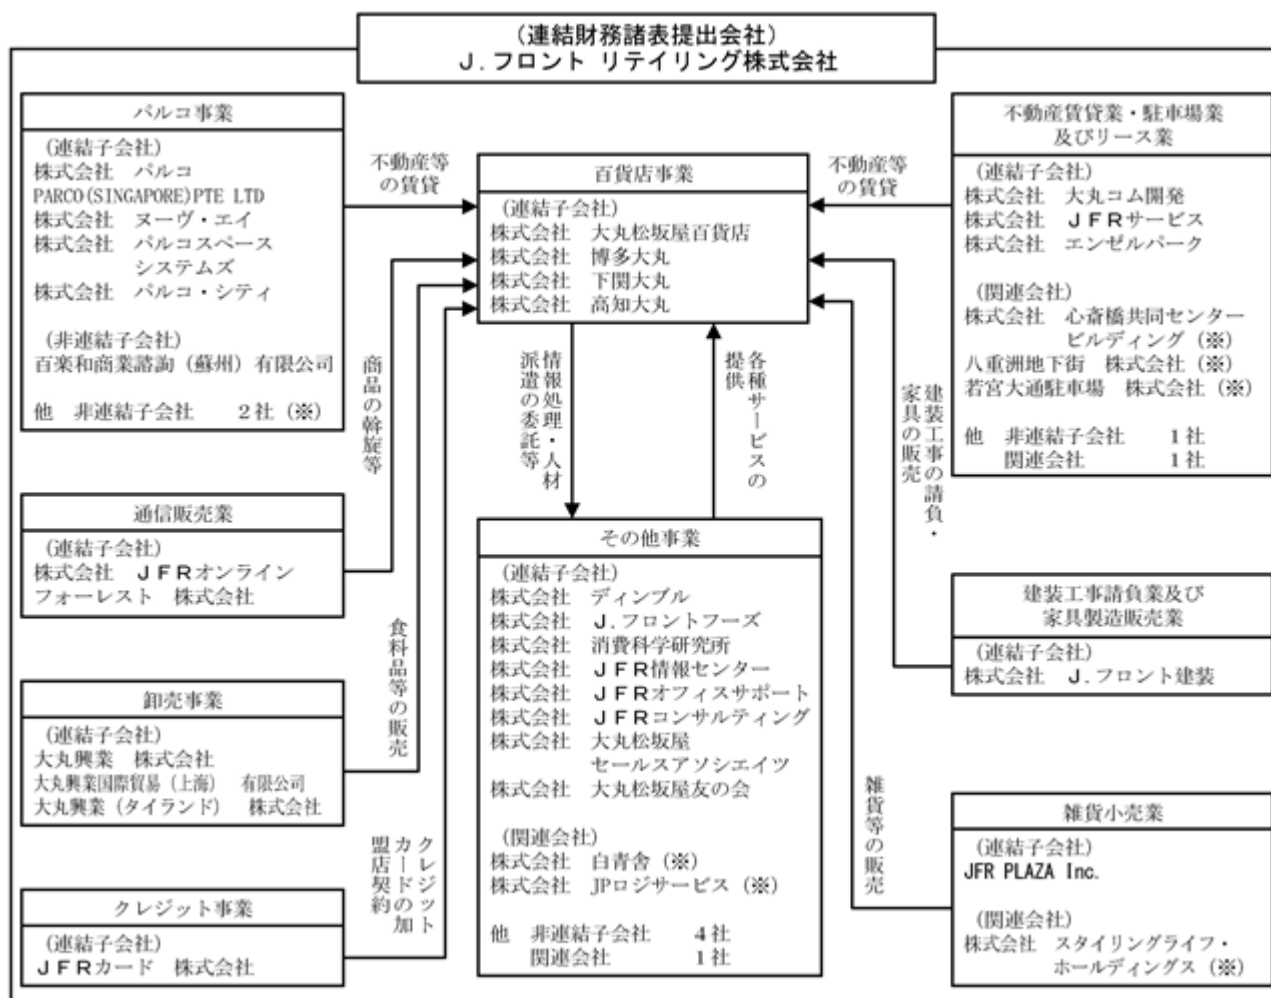 (連結財務諸表提出会社)
J.フロント リテイリング株式会社
パルコ事業
(連結子会社)
株式会社 パルコ
PARCO(SINGAPORE)PTE LTD
株式会社 ヌーヴ・エイ
株式会社 パルコスペース
システムズ
株式会社 パルコ・シティ
(非連結子会社)
百楽和商業諮詢(蘇州)有限公司
他 非連結子会社 2社(※)
通信販売業
(連結子会社)
株式会社 JFRオンライン
フォーレスト 株式会社
卸売事業
(連結子会社)
大丸興業 株式会社
大丸興業国際貿易(上海) 有限公司
大丸興業(タイランド) 株式会社
クレジット事業
(連結子会社)
JFRカード 株式会社
不動産等
の賃貸
商品の斡旋等
食料品等の販売
クレジット
カードの加
盟店契約
百貨店事業
(連結子会社)
株式会社 大丸松坂屋百貨店
株式会社 博多大丸
株式会社 下関大丸
株式会社 高知大丸
情報処理・人材
派遣の委託等
各種サービスの
提供
その他事業
(連結子会社)
株式会社 ディンプル
株式会社 J.フロントフーズ
株式会社 消費科学研究所
株式会社 JFR情報センター
株式会社 JFRオフィスサポート
株式会社 JFRコンサルティング
株式会社 大丸松坂屋
セールスアソシエイツ
株式会社 大丸松坂屋友の会
(関連会社)
株式会社 白青舎(※)
株式会社 JPロジサービス(※)
他 非連結子会社 4社
関連会社 1社
不動産等
の賃貸
建装工事の請負・
家具の販売
雑貨等の販売
不動産賃貸業・駐車場業
及びリース業
(連結子会社)
株式会社 大丸コム開発
株式会社 JFRサービス
株式会社 エンゼルパーク
(関連会社)
株式会社 心斎橋共同センター
ビルディング(※)
八重洲地下街 株式会社(※)
若宮大通駐車場 株式会社(※)
他 非連結子会社 1社
関連会社 1社
建装工事請負業及び
家具製造販売業
(連結子会社)
株式会社 J.フロント建装
雑貨小売業
(連結子会社)
JFR PLAZA Inc.
(関連会社)
株式会社 スタイリングライフ・
ホールディングス(※)